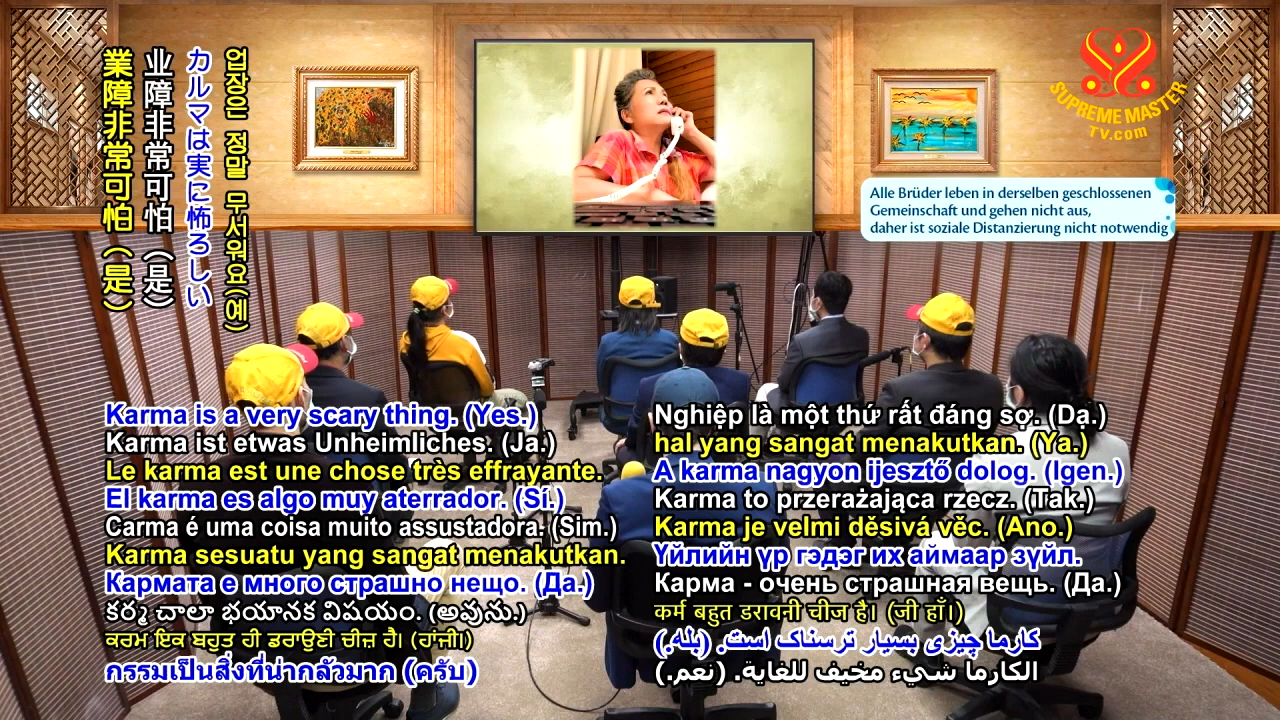 業障非常可怕（是）
业障非常可怕（是）
カルマは実に怖ろしい
업장은 정말 무서워요(예)
SUPREME MASTER
TV.com
Alle Brüder leben in derselben geschlossenen
Gemeinschaft und gehen nicht aus,
daher ist soziale Distanzierung nicht notwendig
Karma is a very scary thing. (Yes.)
Karma ist etwas Unheimliches. (Ja.)
Le karma est une chose très effrayante.
El karma es algo muy aterrador. (Sí.)
Carma é uma coisa muito assustadora. (Sim.)
Karma sesuatu yang sangat menakutkan.
Кармата е много страшно нещо. (Да.)
కర్మ చాలా భయానక విషయం. (అవును.)
ਕਰਮ ਇਕ ਬਹੁਤ ਹੀ ਡਰਾਉਣੀ ਚੀਜ਼ ਹੈ। (ਹਾਂਜੀ।)
กรรมเป็นสิ่งที่น่ากลัวมาก (ครับ)
Nghiệp là một thứ rất đáng sợ. (Dạ.)
hal yang sangat menakutkan. (Ya.)
A karma nagyon ijesztő dolog. (Igen.)
Karma to przerażająca rzecz. (Tak.)
Karma je velmi děsivá věc. (Ano.)
Үйлийн үр гэдэг их аймаар зүйл.
Карма - очень страшная вещь. (Да.)
कर्म बहुत डरावनी चीज है। (जी हाँ।)
کارما چیزی بسیار ترسناک است. (بله.)
الكارما شيء مخيف للغاية. (نعم.)